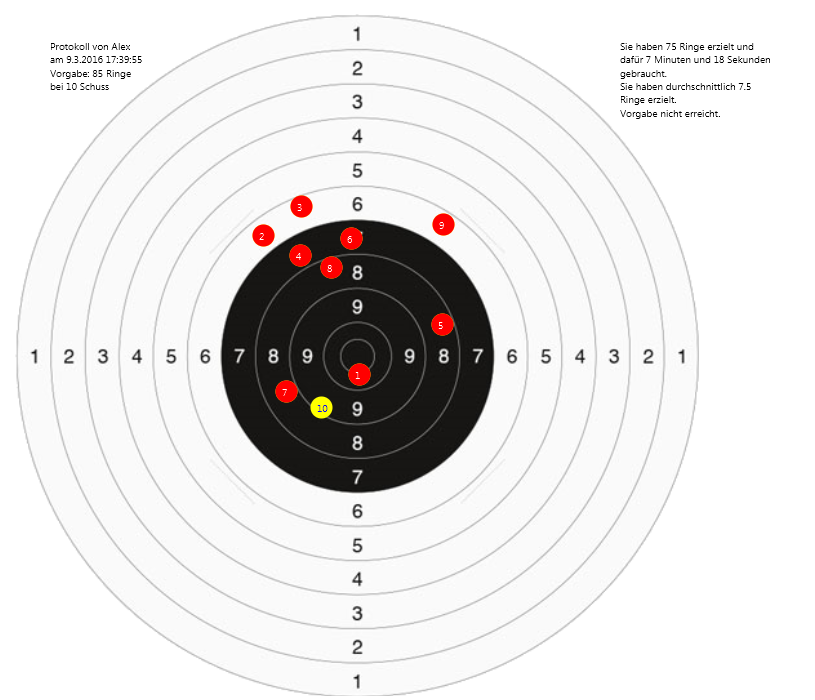 Protokoll von Alex
am 9.3.2016 17:39:55
Vorgabe: 85 Ringe
bei 10 Schuss
Sie haben 75 Ringe erzielt und
dafür 7 Minuten und 18 Sekunden
gebraucht.
Sie haben durchschnittlich 7.5
Ringe erzielt.
Vorgabe nicht erreicht.
1
2
3
4
5
3
6
2
9
6
4
8
8
9
5
1 2 3 4 5 6 7 8 9 9 8 7 6 5 4 3 2 1
1
7
10
9
8
7
6
5
4
3
2
1